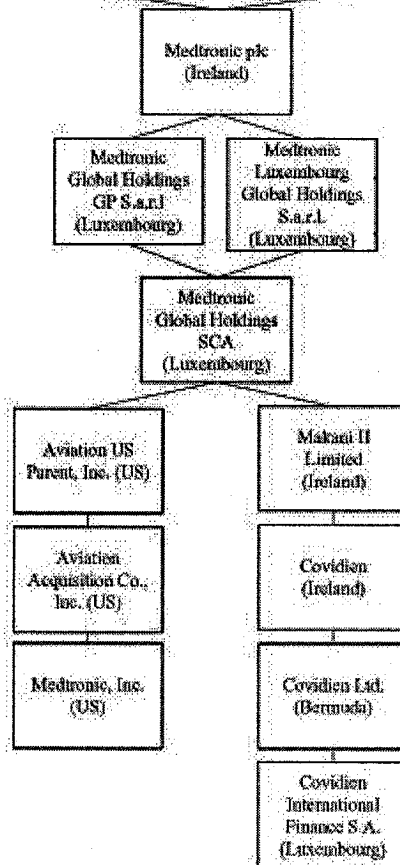 Medtronic plc
(Ireland)
Medtronic
Global Holdings
GP S.a.r.l
(Luxembourg)
Medtronic
Luxembourg
Global Holdings
S.a.r.l.
(Luxembourg)
Medtronic
Global Holdings
SCA
(Luxembourg)
Aviation US
Parent, Inc. (US)
Makani II
Limited
(Ireland)
Aviation
Acquisition Co.,
Inc. (US)
Covidien
(Ireland)
Medtronic, Inc.
(US)
Covidien Ltd.
(Bermuda)
Covidien
International
Finance S.A.
(Luxembourg)